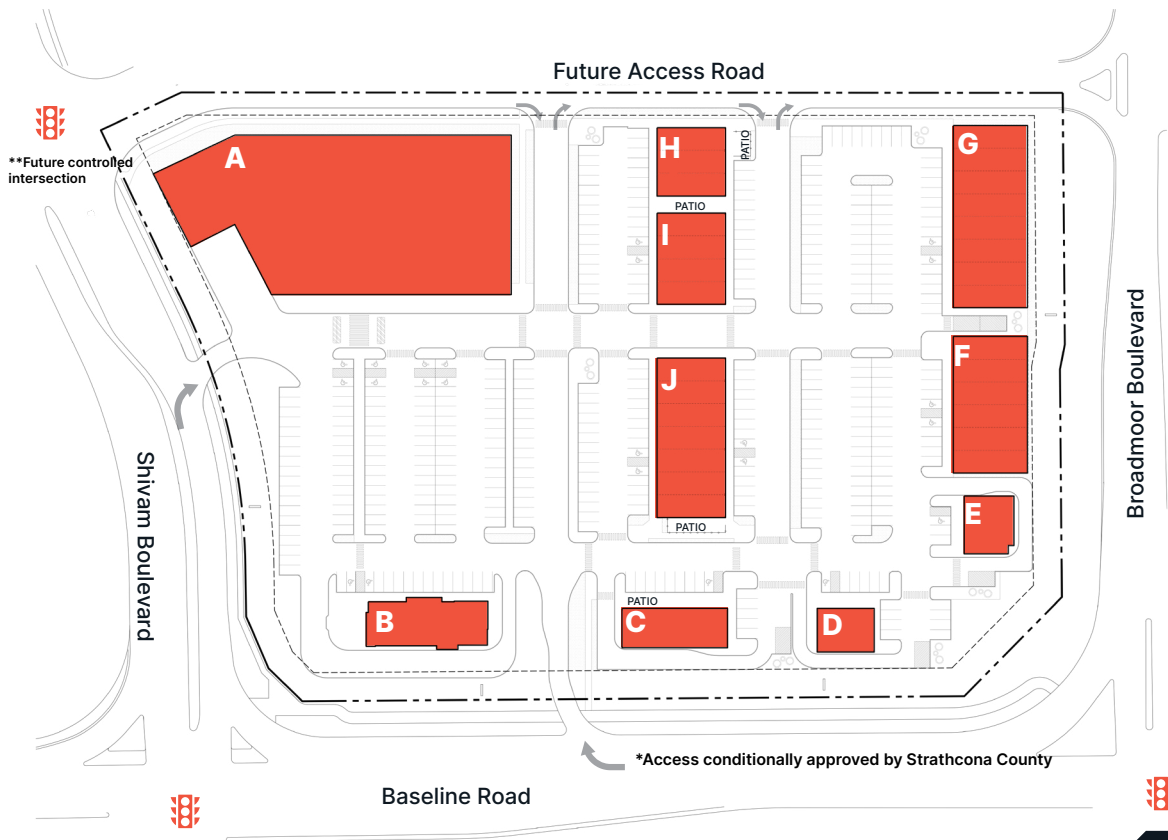 Future Access Road
**Future controlled
intersection
A
H
PATIO
G
PATIO
I
F
J
Broadmoor Boulevard
Shivam Boulevard
PATIO
E
B
PATIO
C
D
*Access conditionally approved by Strathcona County
Baseline Road